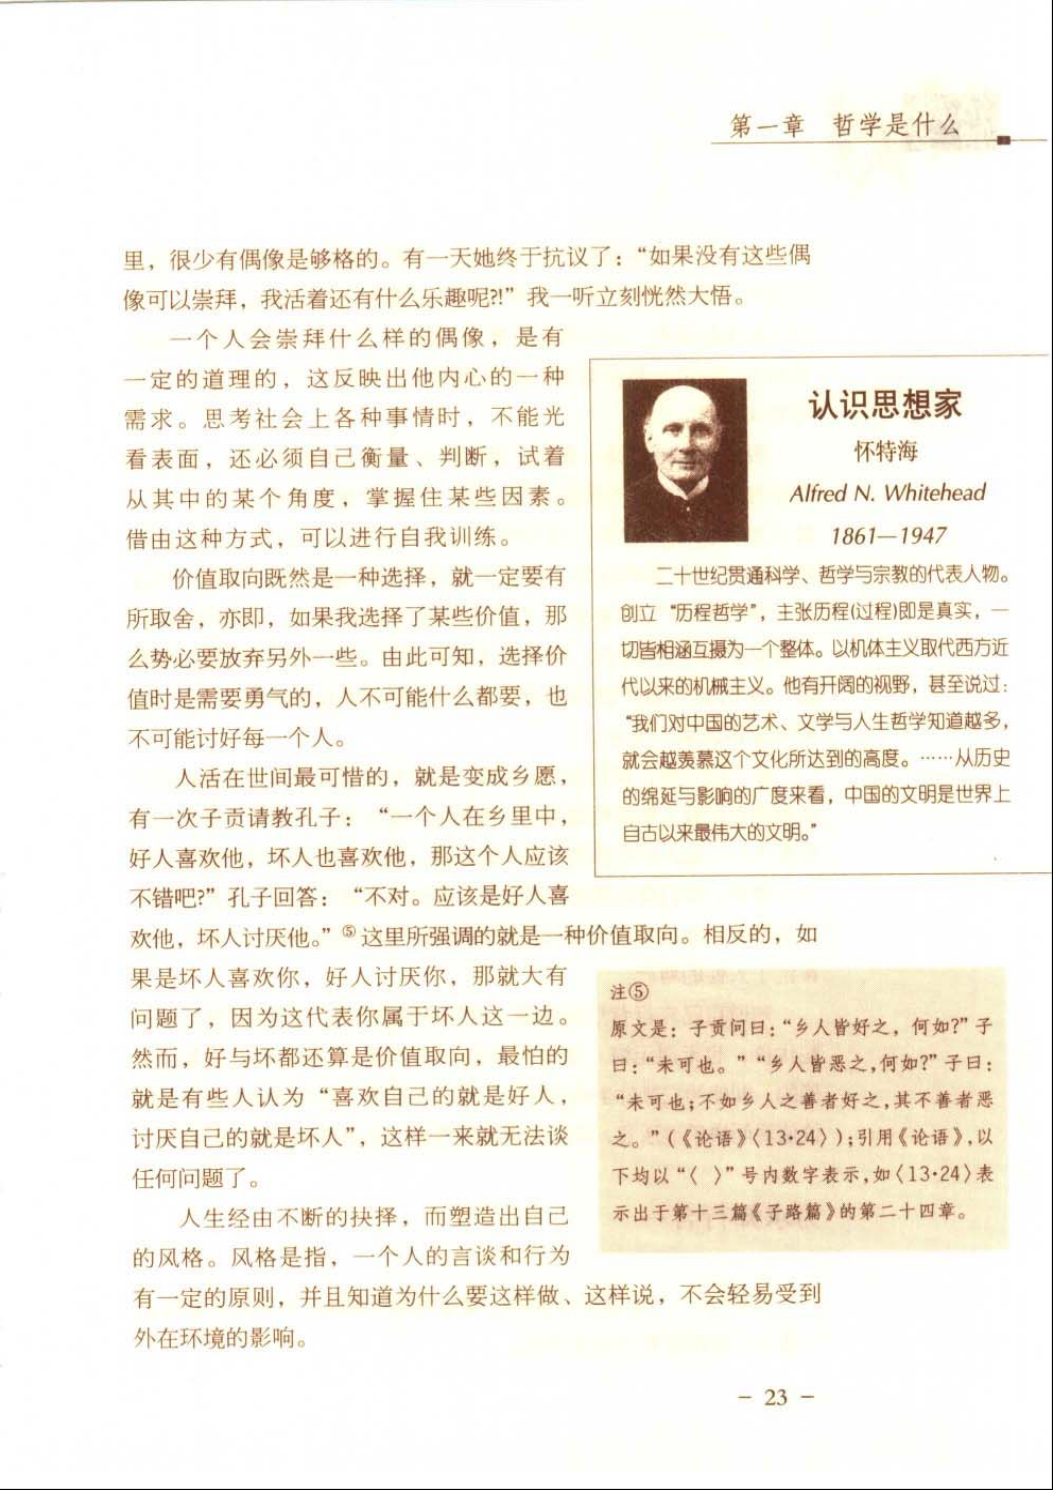 第一章 哲学是什么
里，很少有偶像是够格的。有一天她终于抗议了：“如果没有这些偶
像可以崇拜，我活着还有什么乐趣呢?!”我一听立刻恍然大悟。
一个人会崇拜什么样的偶像，是有
一定的道理的，这反映出他内心的一种
需求。思考社会上各种事情时，不能光
看表面，还必须自己衡量、判断，试着
从其中的某个角度，掌握住某些因素。
借由这种方式，可以进行自我训练。
价值取向既然是一种选择，就一定要有
所取舍，亦即，如果我选择了某些价值，那
么势必要放弃另外一些。由此可知，选择价
值时是需要勇气的，人不可能什么都要，也
不可能讨好每一个人。
人活在世间最可惜的，就是变成乡愿，
有一次子贡请教孔子：“一个人在乡里中，
好人喜欢他，坏人也喜欢他，那这个人应该
不错吧?”孔子回答：“不对。应该是好人喜
欢他，坏人讨厌他。”⑤这里所强调的就是一种价值取向。相反的，如
果是坏人喜欢你，好人讨厌你，那就大有
问题了，因为这代表你属于坏人这一边。
然而，好与坏都还算是价值取向，最怕的
就是有些人认为“喜欢自己的就是好人，
讨厌自己的就是坏人”，这样一来就无法谈
任何问题了。
人生经由不断的抉择，而塑造出自己
的风格。风格是指，一个人的言谈和行为
有一定的原则，并且知道为什么要这样做、这样说，不会轻易受到
外在环境的影响。
认识思想家
怀特海
Alfred N. Whitehead
1861—1947
二十世纪贯通科学、哲学与宗教的代表人物。
创立“历程哲学”，主张历程(过程)即是真实，一
切皆相涵互摄为一个整体。以机体主义取代西方近
代以来的机械主义。他有开阔的视野，甚至说过：
“我们对中国的艺术、文学与人生哲学知道越多，
就会越羡慕这个文化所达到的高度。……从历史
的绵延与影响的广度来看，中国的文明是世界上
自古以来最伟大的文明。”
注⑤
原文是：子贡问曰：“乡人皆好之，何如?”子
曰：“未可也。”“乡人皆恶之，何如?”子曰：
“未可也；不如乡人之善者好之，其不善者恶
之。”(《论语》〈13·24〉)；引用《论语》，以
下均以“〈 〉”号内数字表示，如〈13·24〉表
示出于第十三篇《子路篇》的第二十四章。
－ 23 －